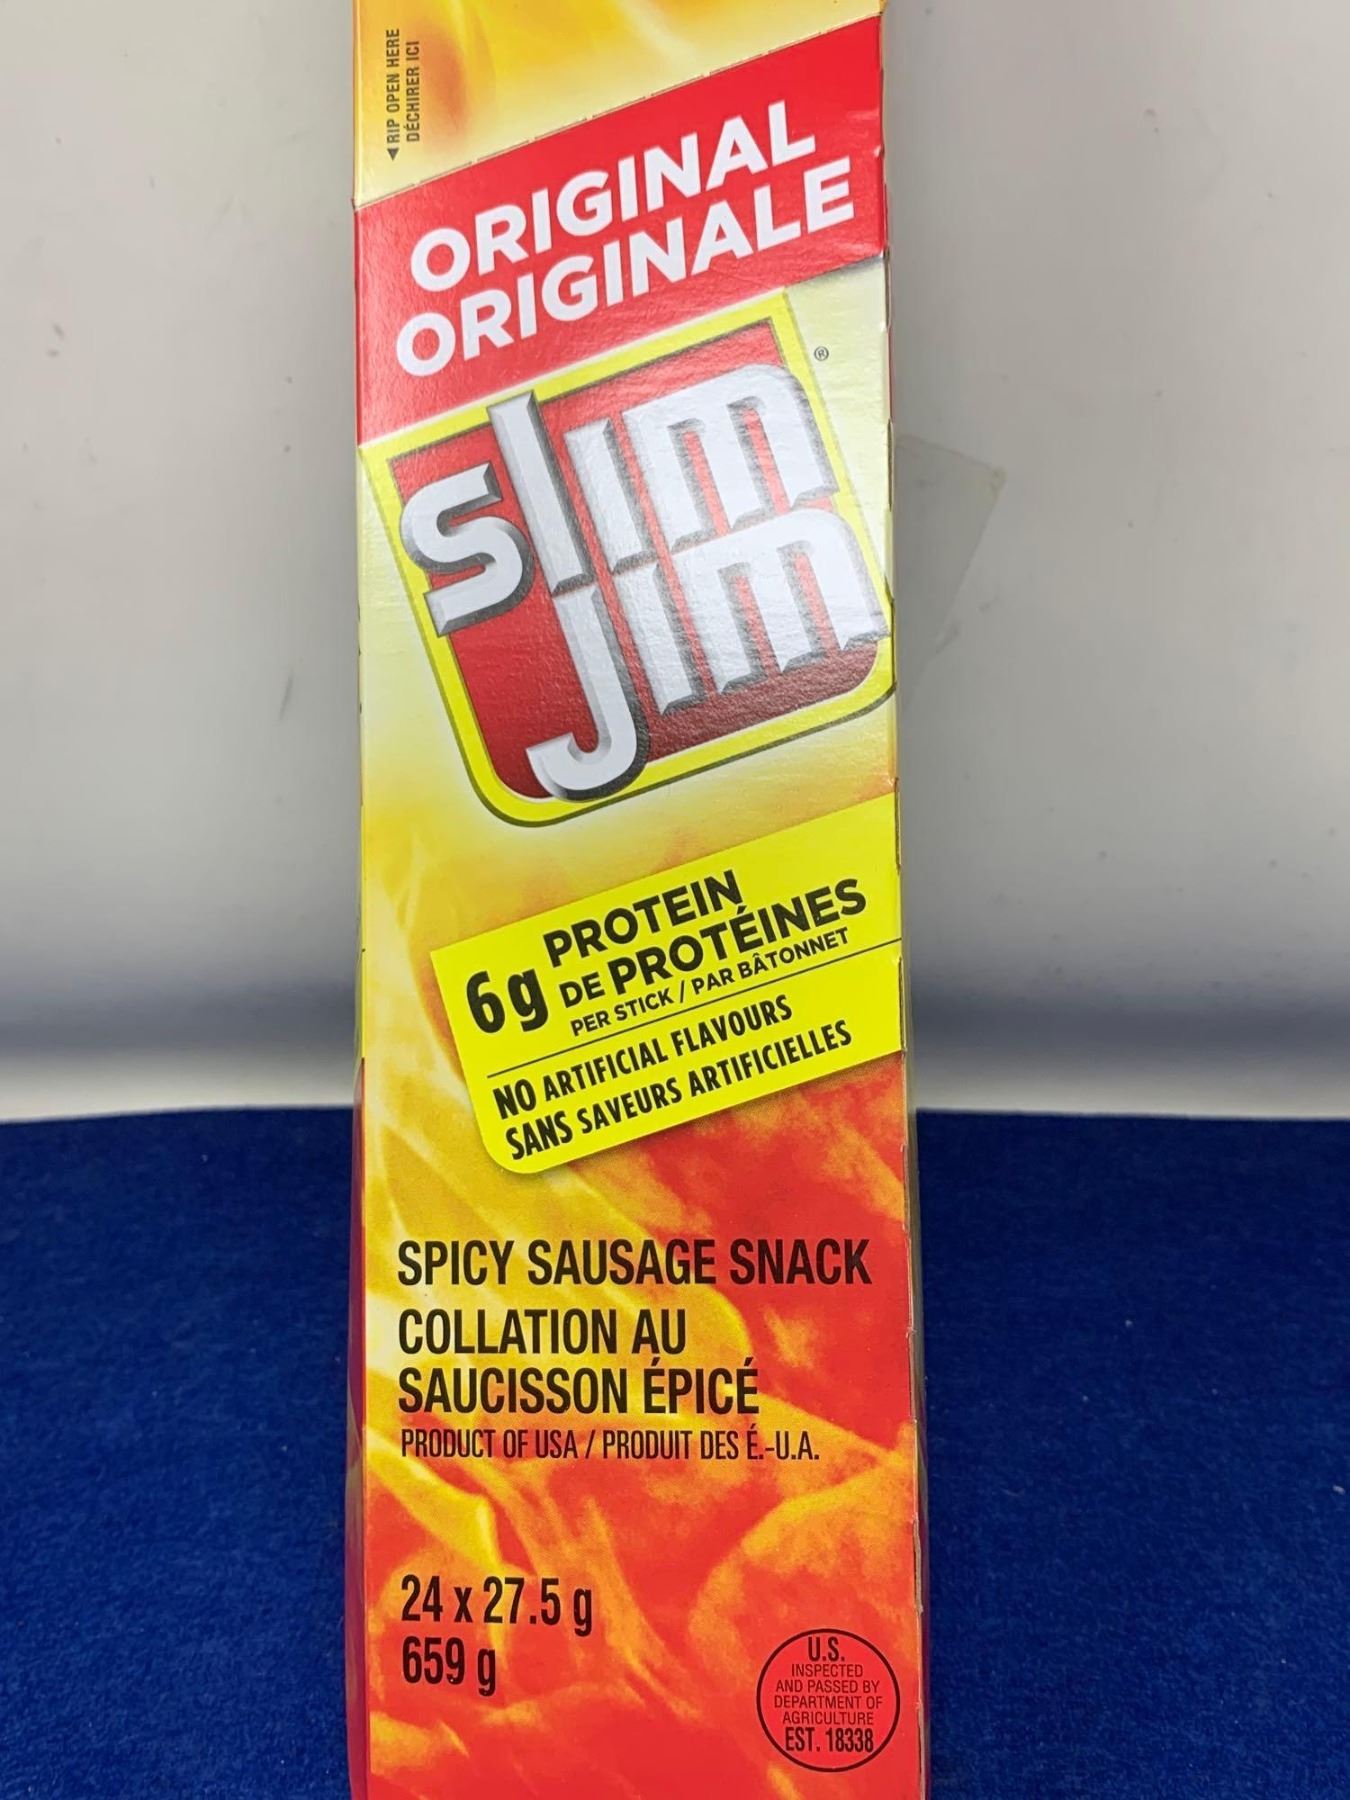 ◄RIP OPEN HERE
DÉCHIRER ICI
ORIGINAL
ORIGINALE
slim
jim
®
6g PROTEIN
DE PROTÉINES
PER STICK / PAR BÂTONNET
NO ARTIFICIAL FLAVOURS
SANS SAVEURS ARTIFICIELLES
SPICY SAUSAGE SNACK
COLLATION AU
SAUCISSON ÉPICÉ
PRODUCT OF USA / PRODUIT DES É.-U.A.
24 x 27.5 g
659 g
U.S.
INSPECTED
AND PASSED BY
DEPARTMENT OF
AGRICULTURE
EST. 18338